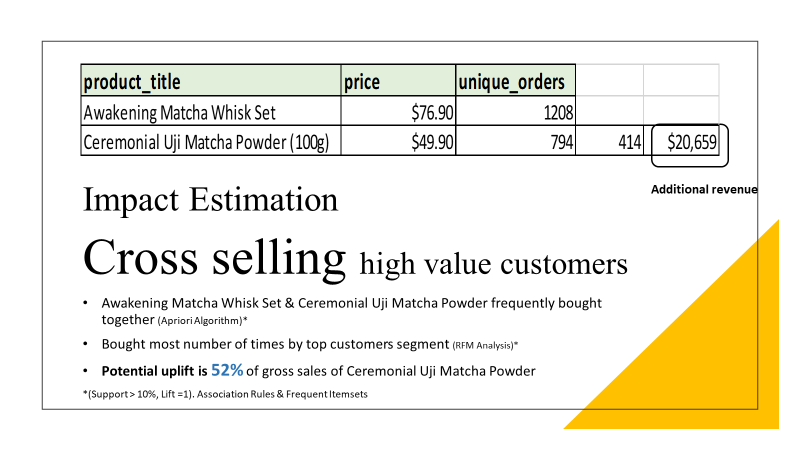 product_title price unique_orders
Awakening Matcha Whisk Set $76.90 1208
Ceremonial Uji Matcha Powder (100g) $49.90 794 414 $20,659
Additional revenue
Impact Estimation
Cross selling high value customers
• Awakening Matcha Whisk Set & Ceremonial Uji Matcha Powder frequently bought
together (Apriori Algorithm)*
• Bought most number of times by top customers segment (RFM Analysis)*
• Potential uplift is 52% of gross sales of Ceremonial Uji Matcha Powder
*(Support > 10%, Lift =1). Association Rules & Frequent Itemsets